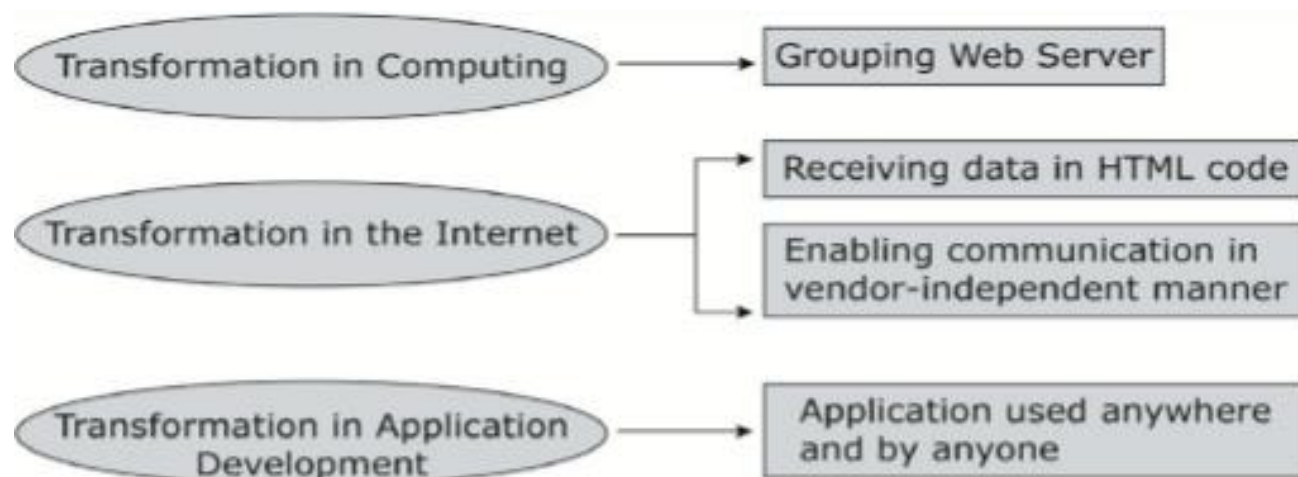 Transformation in Computing
Grouping Web Server
Transformation in the Internet
Receiving data in HTML code
Enabling communication in
vendor-independent manner
Transformation in Application
Development
Application used anywhere
and by anyone